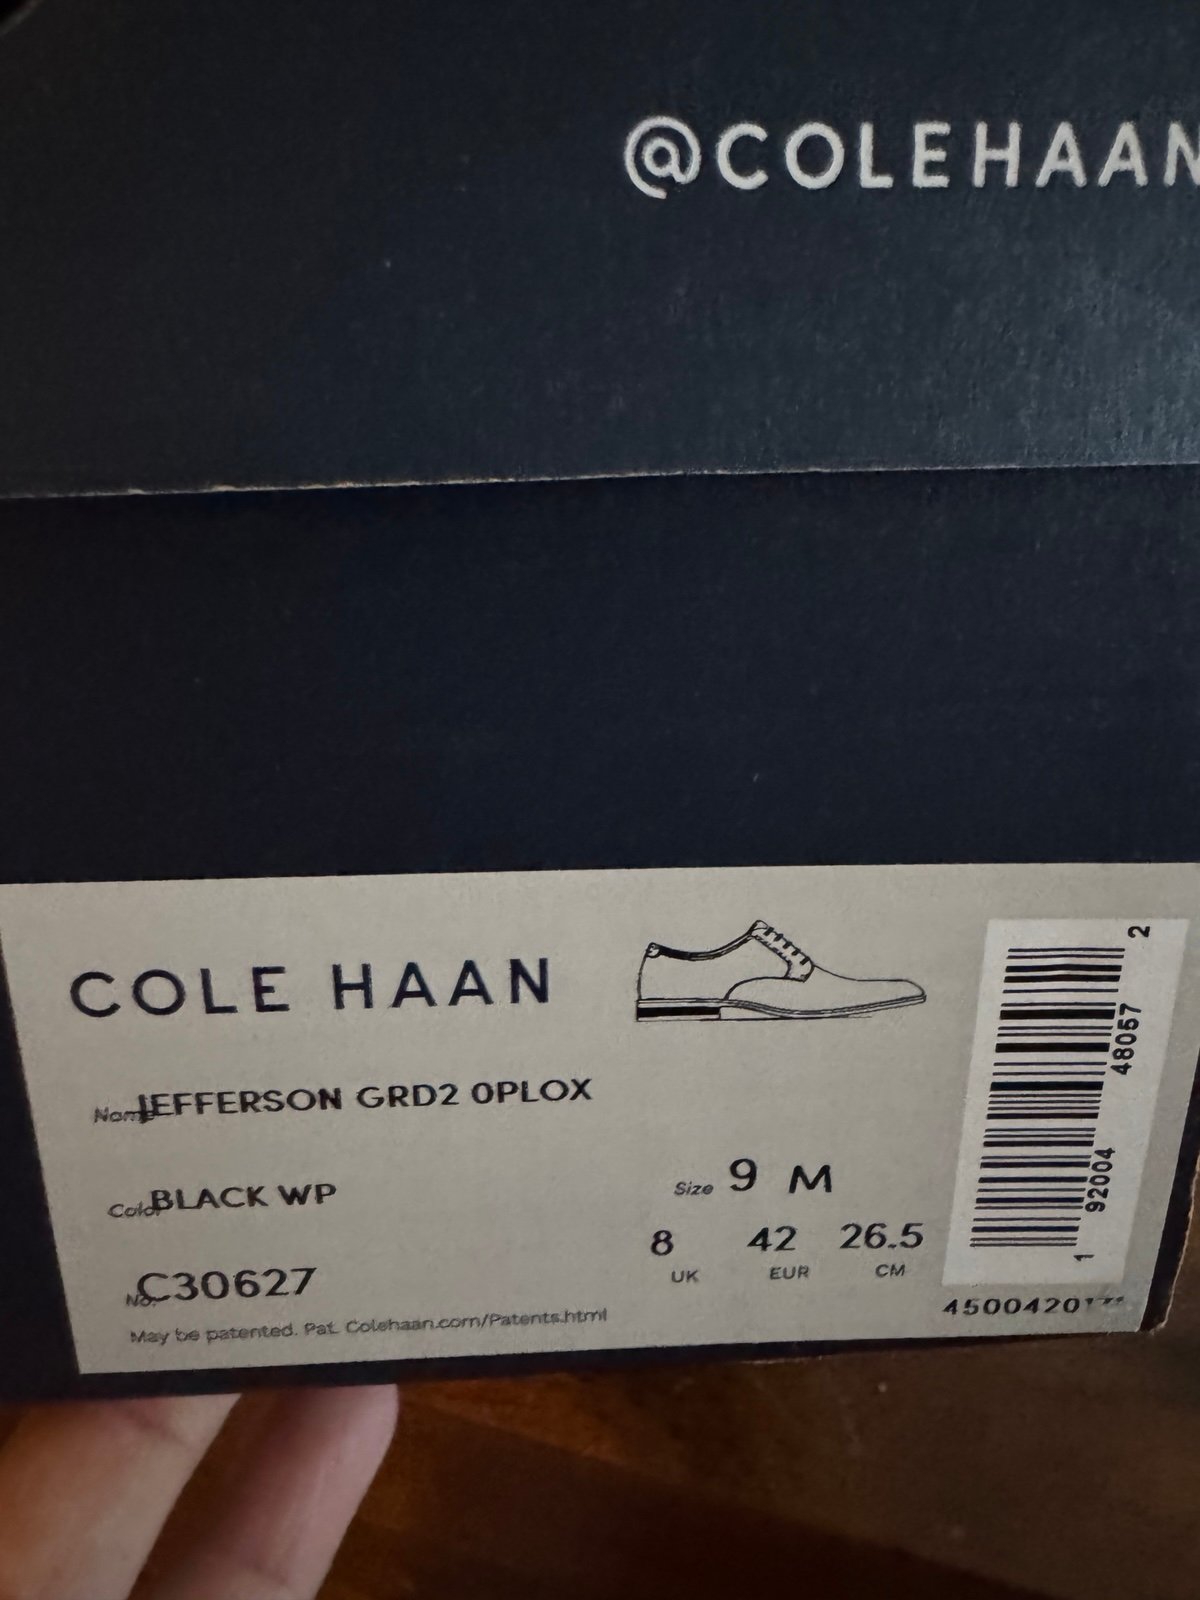 @COLEHAAN
COLE HAAN
Name JEFFERSON GRD2 0PLOX
Color BLACK WP
Size 9 M
8 42 26.5
UK EUR CM
No. C30627
May be patented. Pat. Colehaan.com/Patents.html
1 92004 48057 2